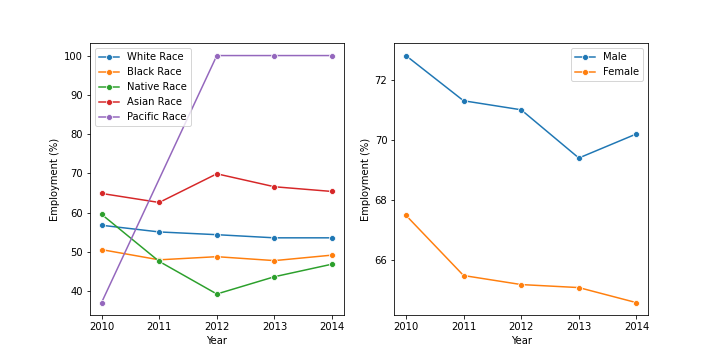 White Race
Black Race
Native Race
Asian Race
Pacific Race
100
90
80
70
60
50
40
Employment (%)
2010 2011 2012 2013 2014
Year
Male
Female
72
70
68
66
Employment (%)
2010 2011 2012 2013 2014
Year